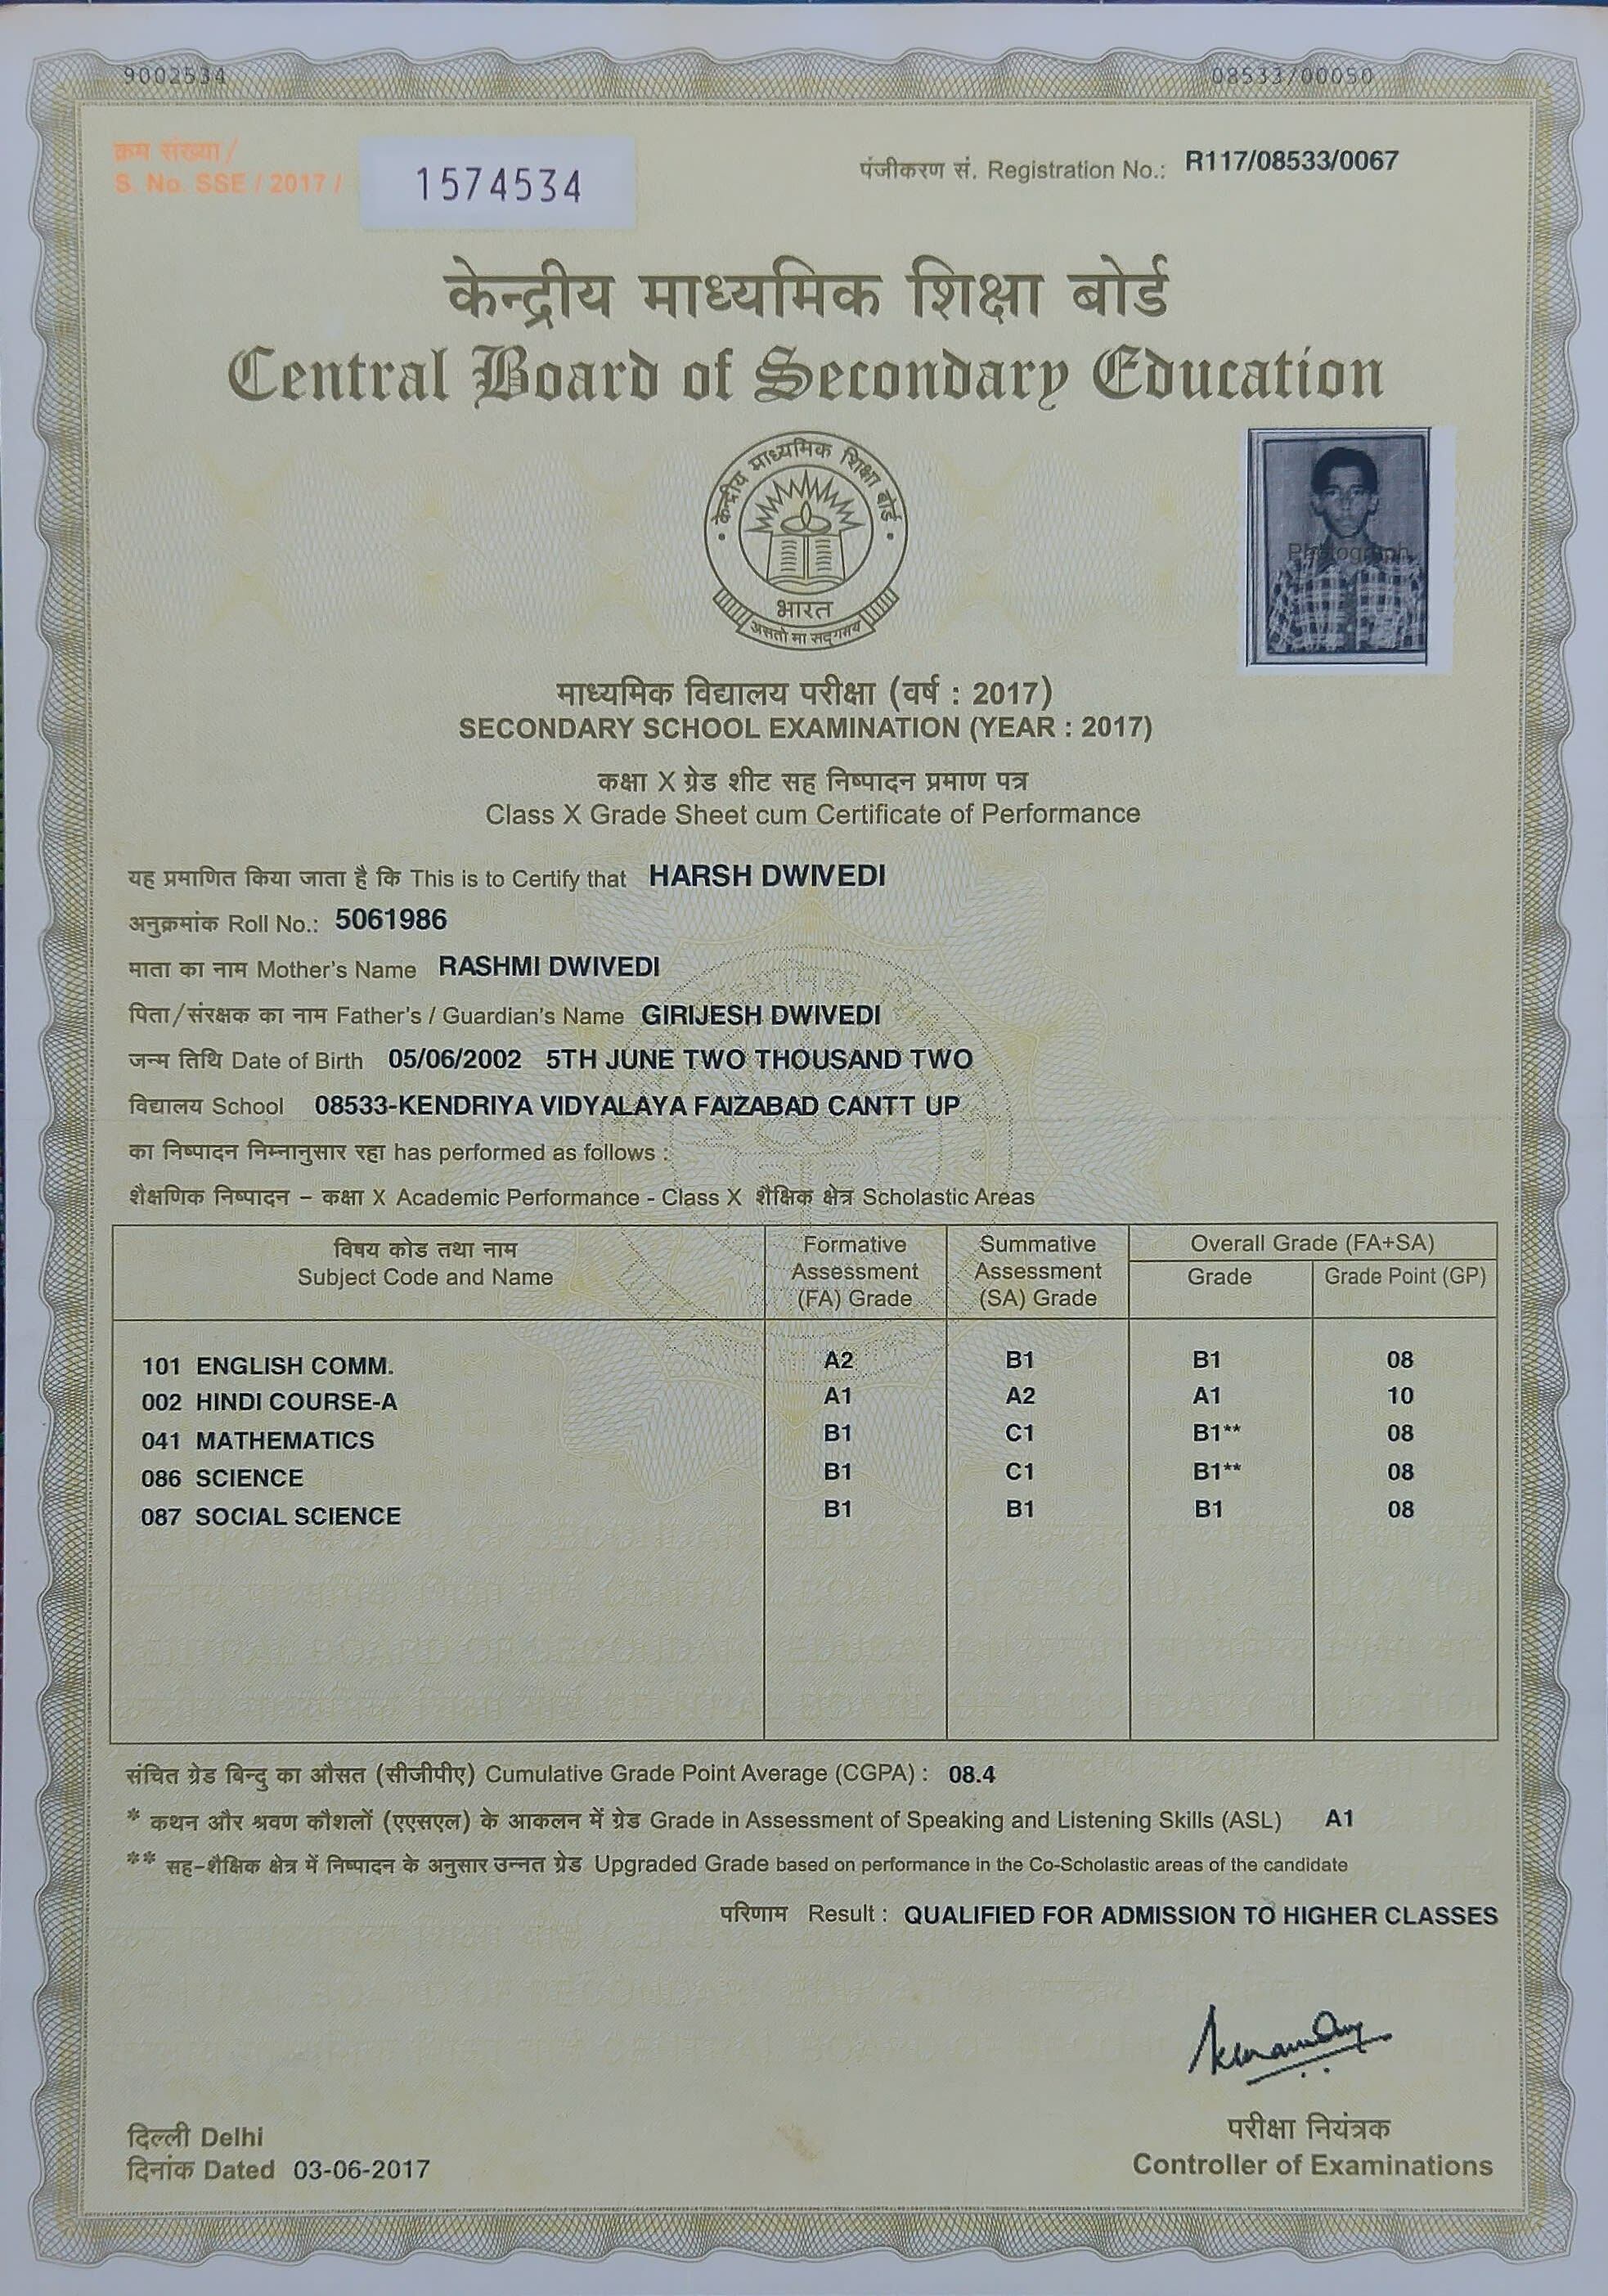 9002534
08533/00050
क्रम संख्या /
S. No. SSE / 2017 /
1574534
पंजीकरण सं. Registration No.: R117/08533/0067
केन्द्रीय माध्यमिक शिक्षा बोर्ड
Central Board of Secondary Education
केन्द्रीय माध्यमिक शिक्षा बोर्ड
भारत
असतो मा सद्गमय
Photograph
माध्यमिक विद्यालय परीक्षा (वर्ष : 2017)
SECONDARY SCHOOL EXAMINATION (YEAR : 2017)
कक्षा X ग्रेड शीट सह निष्पादन प्रमाण पत्र
Class X Grade Sheet cum Certificate of Performance
यह प्रमाणित किया जाता है कि This is to Certify that HARSH DWIVEDI
अनुक्रमांक Roll No.: 5061986
माता का नाम Mother's Name RASHMI DWIVEDI
पिता/संरक्षक का नाम Father's / Guardian's Name GIRIJESH DWIVEDI
जन्म तिथि Date of Birth 05/06/2002 5TH JUNE TWO THOUSAND TWO
विद्यालय School 08533-KENDRIYA VIDYALAYA FAIZABAD CANTT UP
का निष्पादन निम्नानुसार रहा has performed as follows :
शैक्षणिक निष्पादन – कक्षा X Academic Performance - Class X शैक्षिक क्षेत्र Scholastic Areas
विषय कोड तथा नाम
Subject Code and Name
Formative
Assessment
(FA) Grade
Summative
Assessment
(SA) Grade
Overall Grade (FA+SA)
Grade
Grade Point (GP)
101 ENGLISH COMM. A2 B1 B1 08
002 HINDI COURSE-A A1 A2 A1 10
041 MATHEMATICS B1 C1 B1** 08
086 SCIENCE B1 C1 B1** 08
087 SOCIAL SCIENCE B1 B1 B1 08
संचित ग्रेड बिन्दु का औसत (सीजीपीए) Cumulative Grade Point Average (CGPA) : 08.4
* कथन और श्रवण कौशलों (एएसएल) के आकलन में ग्रेड Grade in Assessment of Speaking and Listening Skills (ASL) A1
** सह-शैक्षिक क्षेत्र में निष्पादन के अनुसार उन्नत ग्रेड Upgraded Grade based on performance in the Co-Scholastic areas of the candidate
परिणाम Result : QUALIFIED FOR ADMISSION TO HIGHER CLASSES
परीक्षा नियंत्रक
Controller of Examinations
दिल्ली Delhi
दिनांक Dated 03-06-2017